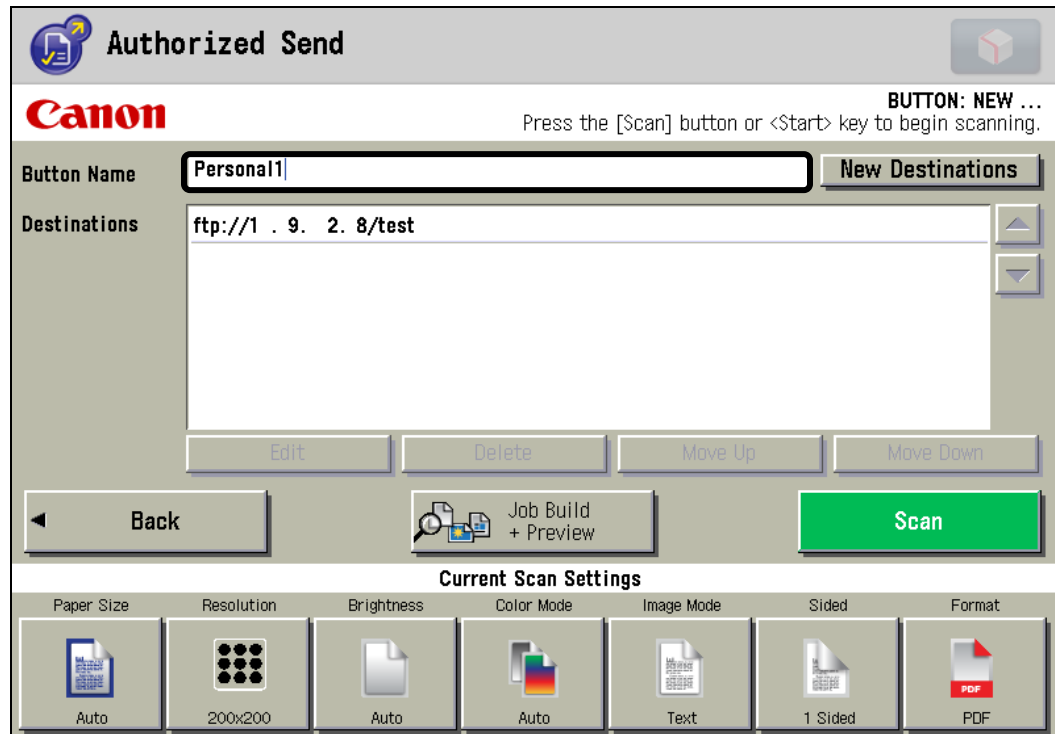 Authorized Send
Canon
BUTTON: NEW ...
Press the [Scan] button or <Start> key to begin scanning.
Button Name
Personal1
New Destinations
Destinations
ftp://1 . 9. 2. 8/test
Edit
Delete
Move Up
Move Down
Back
Job Build
+ Preview
Scan
Current Scan Settings
Paper Size
Resolution
Brightness
Color Mode
Image Mode
Sided
Format
PDF
Auto
200x200
Auto
Auto
Text
1 Sided
PDF